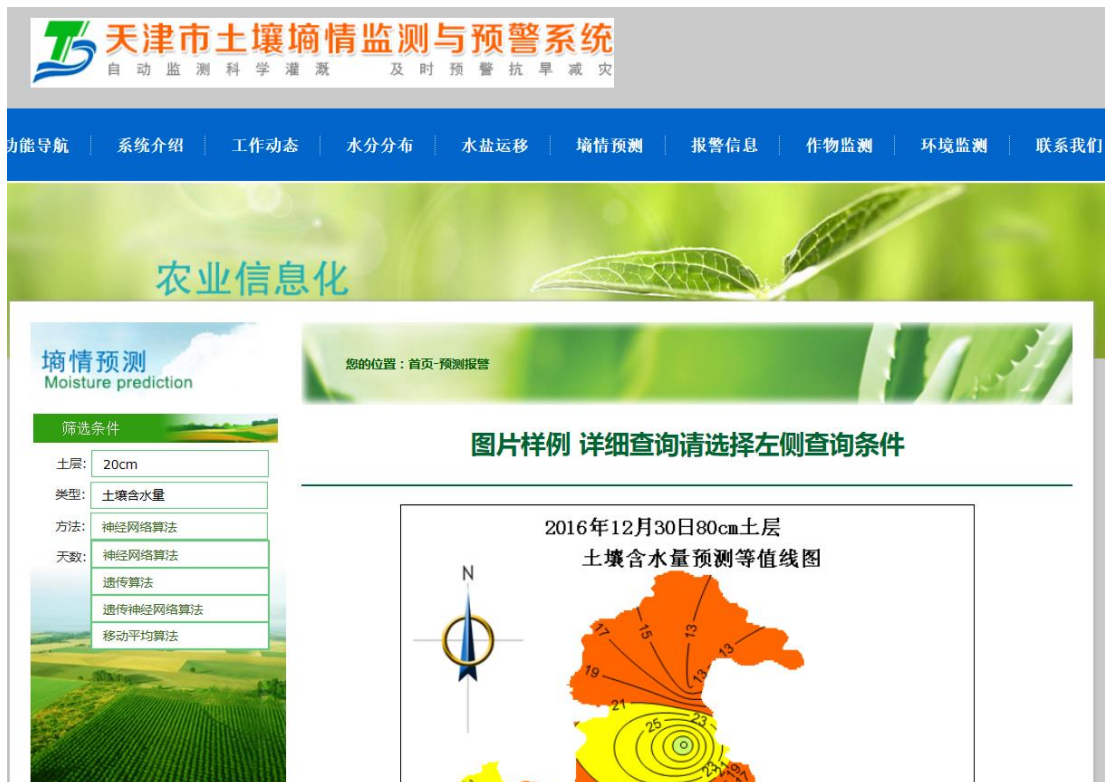 天津市土壤墒情监测与预警系统
自动监测科学灌溉 及时预警抗旱减灾
功能导航 系统介绍 工作动态 水分分布 水盐运移 墒情预测 报警信息 作物监测 环境监测 联系我们
农业信息化
墒情预测
Moisture prediction
您的位置：首页-预测报警
筛选条件
图片样例 详细查询请选择左侧查询条件
土层: 20cm
类型: 土壤含水量
方法: 神经网络算法
天数: 神经网络算法
遗传算法
遗传神经网络算法
移动平均算法
2016年12月30日80cm土层
土壤含水量预测等值线图
N
17 15 13 13
19 13
21
25 23
23 21 19 17